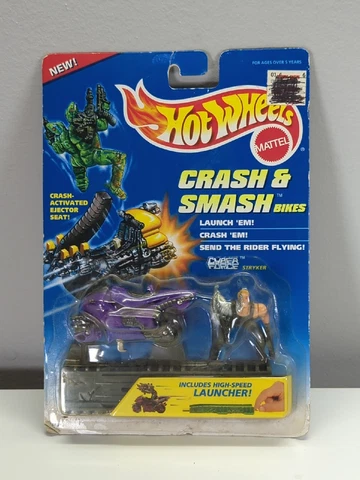 NEW!
FOR AGES OVER 5 YEARS
HOT WHEELS
MATTEL
CRASH &
SMASH BIKES
CRASH-
ACTIVATED
EJECTOR
SEAT!
LAUNCH 'EM!
CRASH 'EM!
SEND THE RIDER FLYING!
CYBER FORCE™
STRYKER
INCLUDES HIGH-SPEED
LAUNCHER!